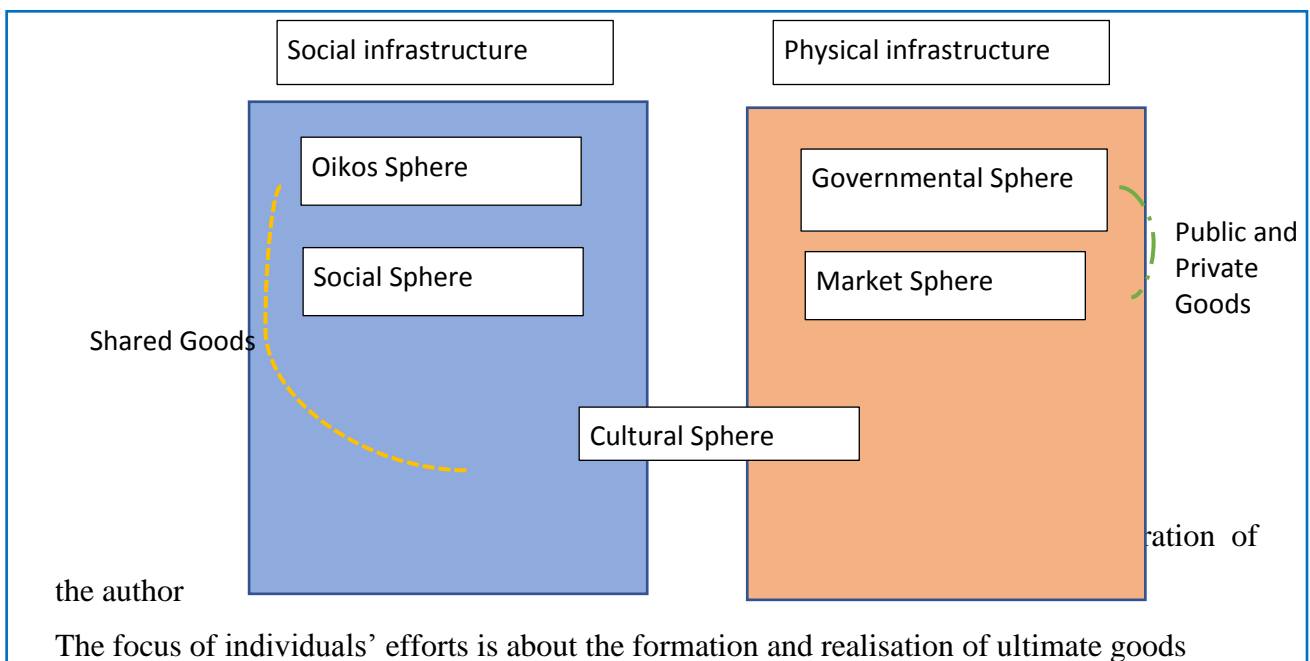 Social infrastructure
Physical infrastructure
Oikos Sphere
Governmental Sphere
Public and
Private
Goods
Social Sphere
Market Sphere
Shared Goods
Cultural Sphere
of
the author
The focus of individuals’ efforts is about the formation and realisation of ultimate goods